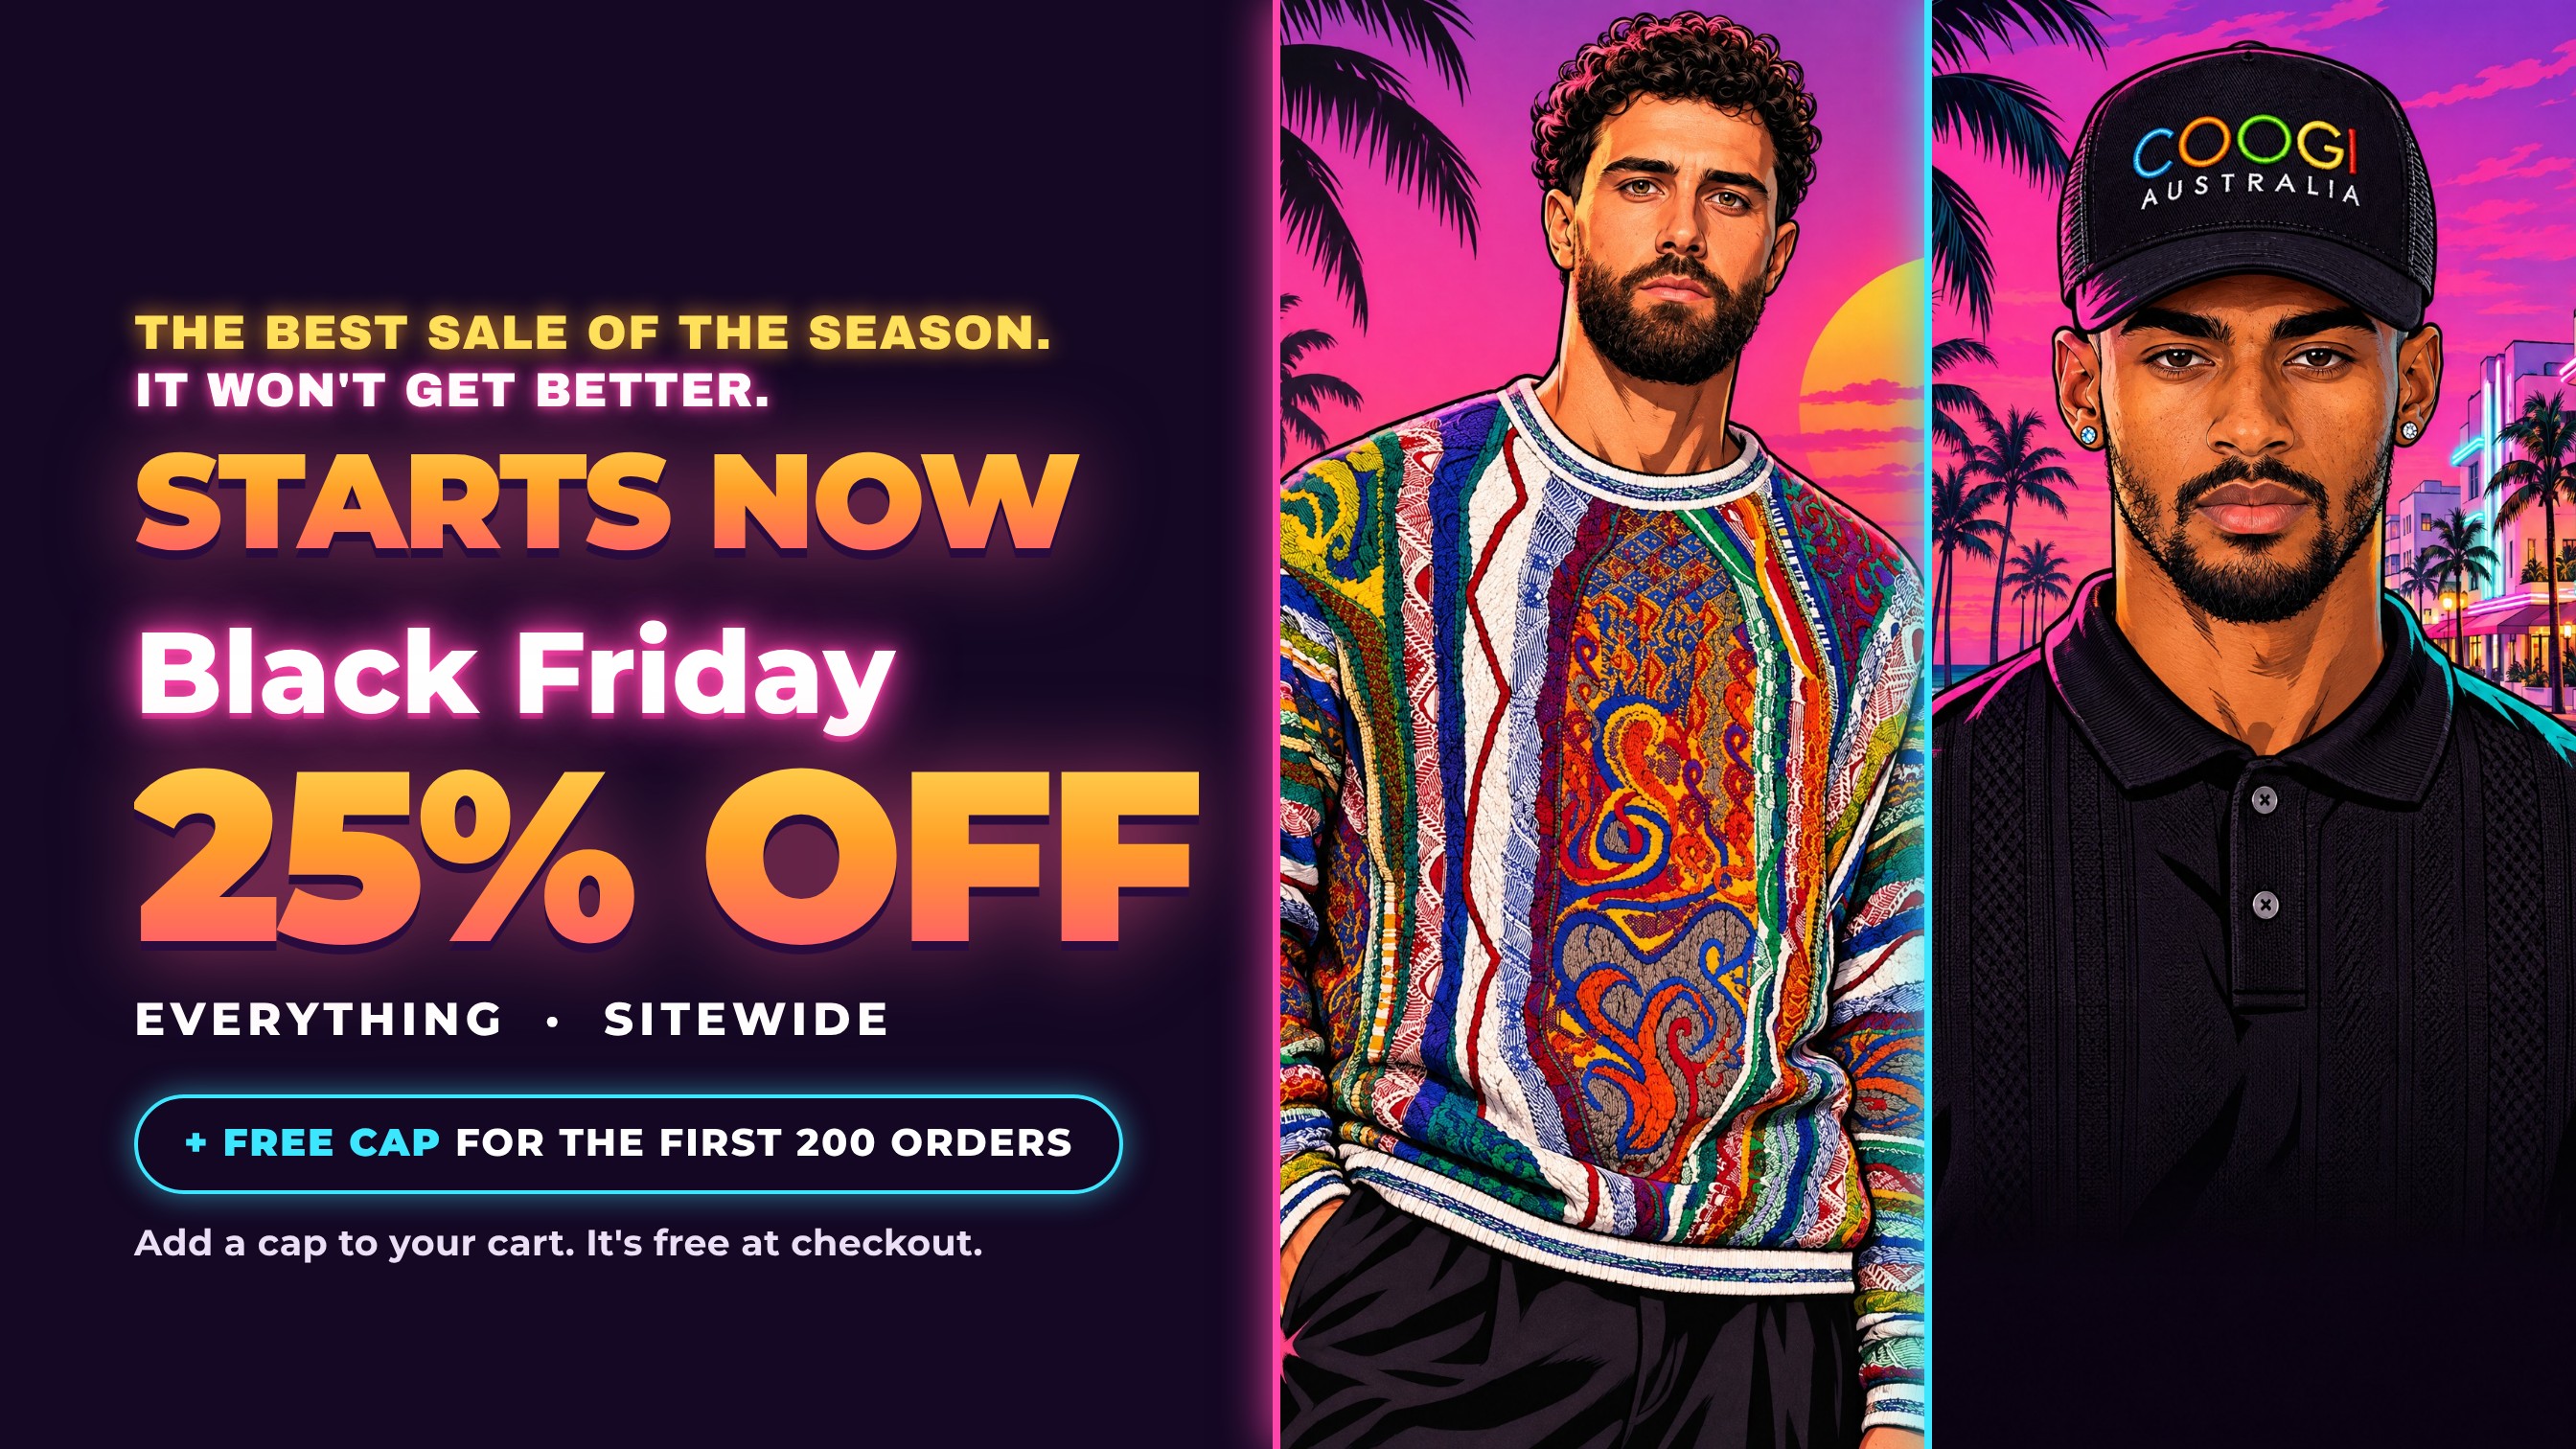 THE BEST SALE OF THE SEASON.
IT WON'T GET BETTER.
STARTS NOW
Black Friday
25% OFF
EVERYTHING · SITEWIDE
+ FREE CAP FOR THE FIRST 200 ORDERS
Add a cap to your cart. It's free at checkout.
COOGI
AUSTRALIA